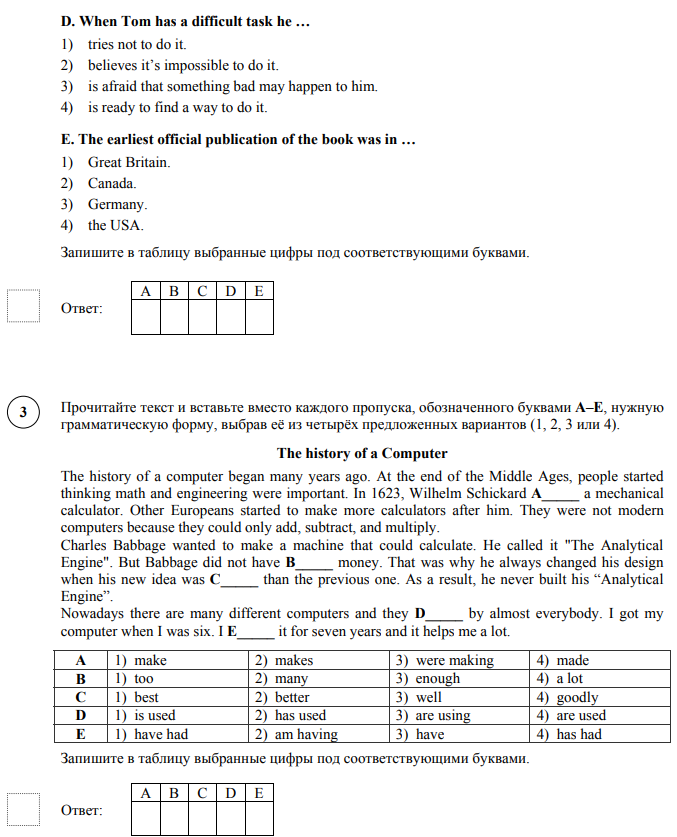 D. When Tom has a difficult task he …
1) tries not to do it.
2) believes it’s impossible to do it.
3) is afraid that something bad may happen to him.
4) is ready to find a way to do it.
E. The earliest official publication of the book was in …
1) Great Britain.
2) Canada.
3) Germany.
4) the USA.
Запишите в таблицу выбранные цифры под соответствующими буквами.
A B C D E
Ответ:
3
Прочитайте текст и вставьте вместо каждого пропуска, обозначенного буквами A–E, нужную
грамматическую форму, выбрав её из четырёх предложенных вариантов (1, 2, 3 или 4).
The history of a Computer
The history of a computer began many years ago. At the end of the Middle Ages, people started
thinking math and engineering were important. In 1623, Wilhelm Schickard A_____ a mechanical
calculator. Other Europeans started to make more calculators after him. They were not modern
computers because they could only add, subtract, and multiply.
Charles Babbage wanted to make a machine that could calculate. He called it "The Analytical
Engine". But Babbage did not have B_____ money. That was why he always changed his design
when his new idea was C_____ than the previous one. As a result, he never built his “Analytical
Engine”.
Nowadays there are many different computers and they D_____ by almost everybody. I got my
computer when I was six. I E_____ it for seven years and it helps me a lot.
A 1) make 2) makes 3) were making 4) made
B 1) too 2) many 3) enough 4) a lot
C 1) best 2) better 3) well 4) goodly
D 1) is used 2) has used 3) are using 4) are used
E 1) have had 2) am having 3) have 4) has had
Запишите в таблицу выбранные цифры под соответствующими буквами.
A B C D E
Ответ: